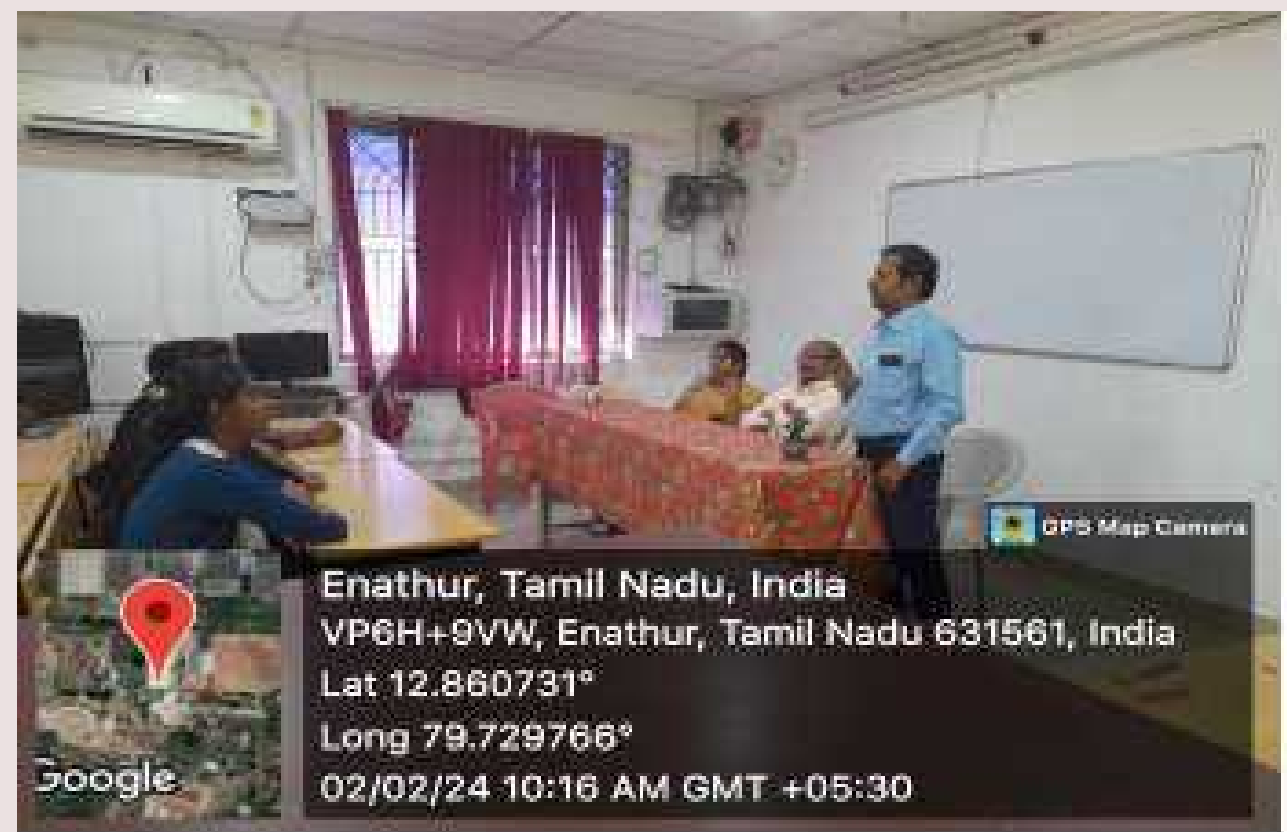 GPS Map Camera
Enathur, Tamil Nadu, India
VP6H+9VW, Enathur, Tamil Nadu 631561, India
Lat 12.860731°
Long 79.729766°
02/02/24 10:16 AM GMT +05:30
Google